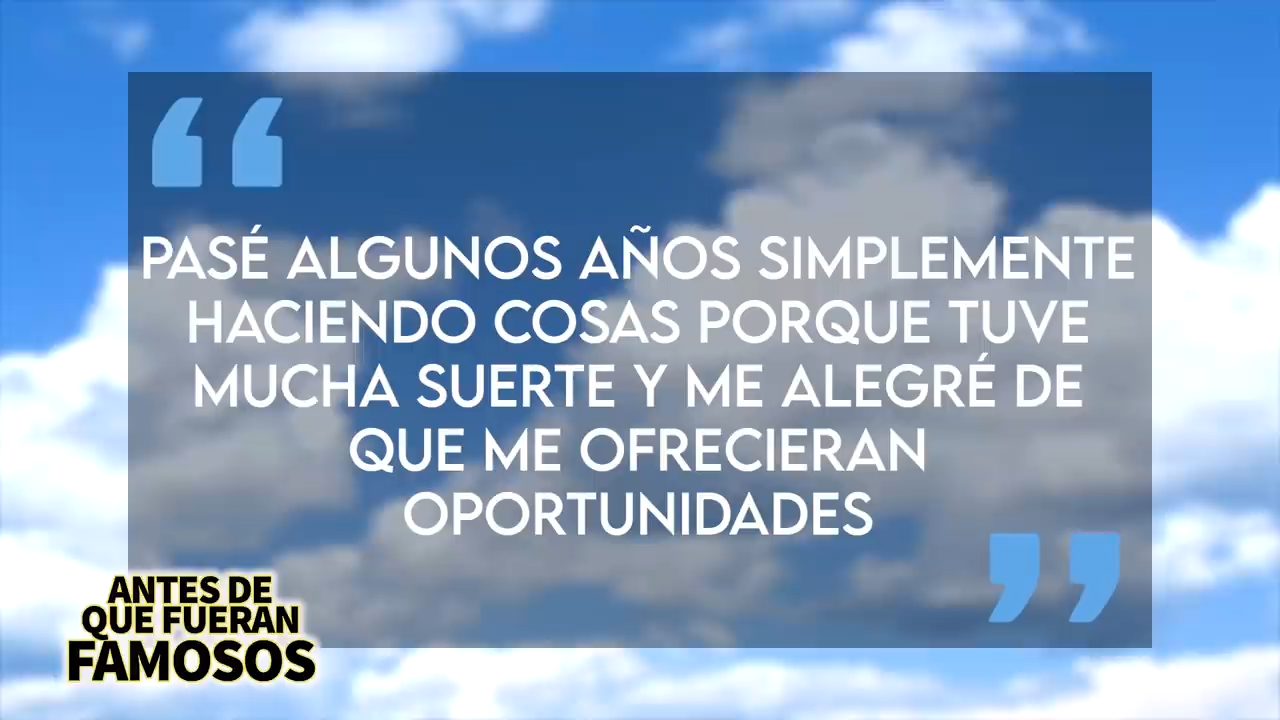 “
PASÉ ALGUNOS AÑOS SIMPLEMENTE
HACIENDO COSAS PORQUE TUVE
MUCHA SUERTE Y ME ALEGRÉ DE
QUE ME OFRECIERAN
OPORTUNIDADES
”
ANTES DE
QUE FUERAN
FAMOSOS